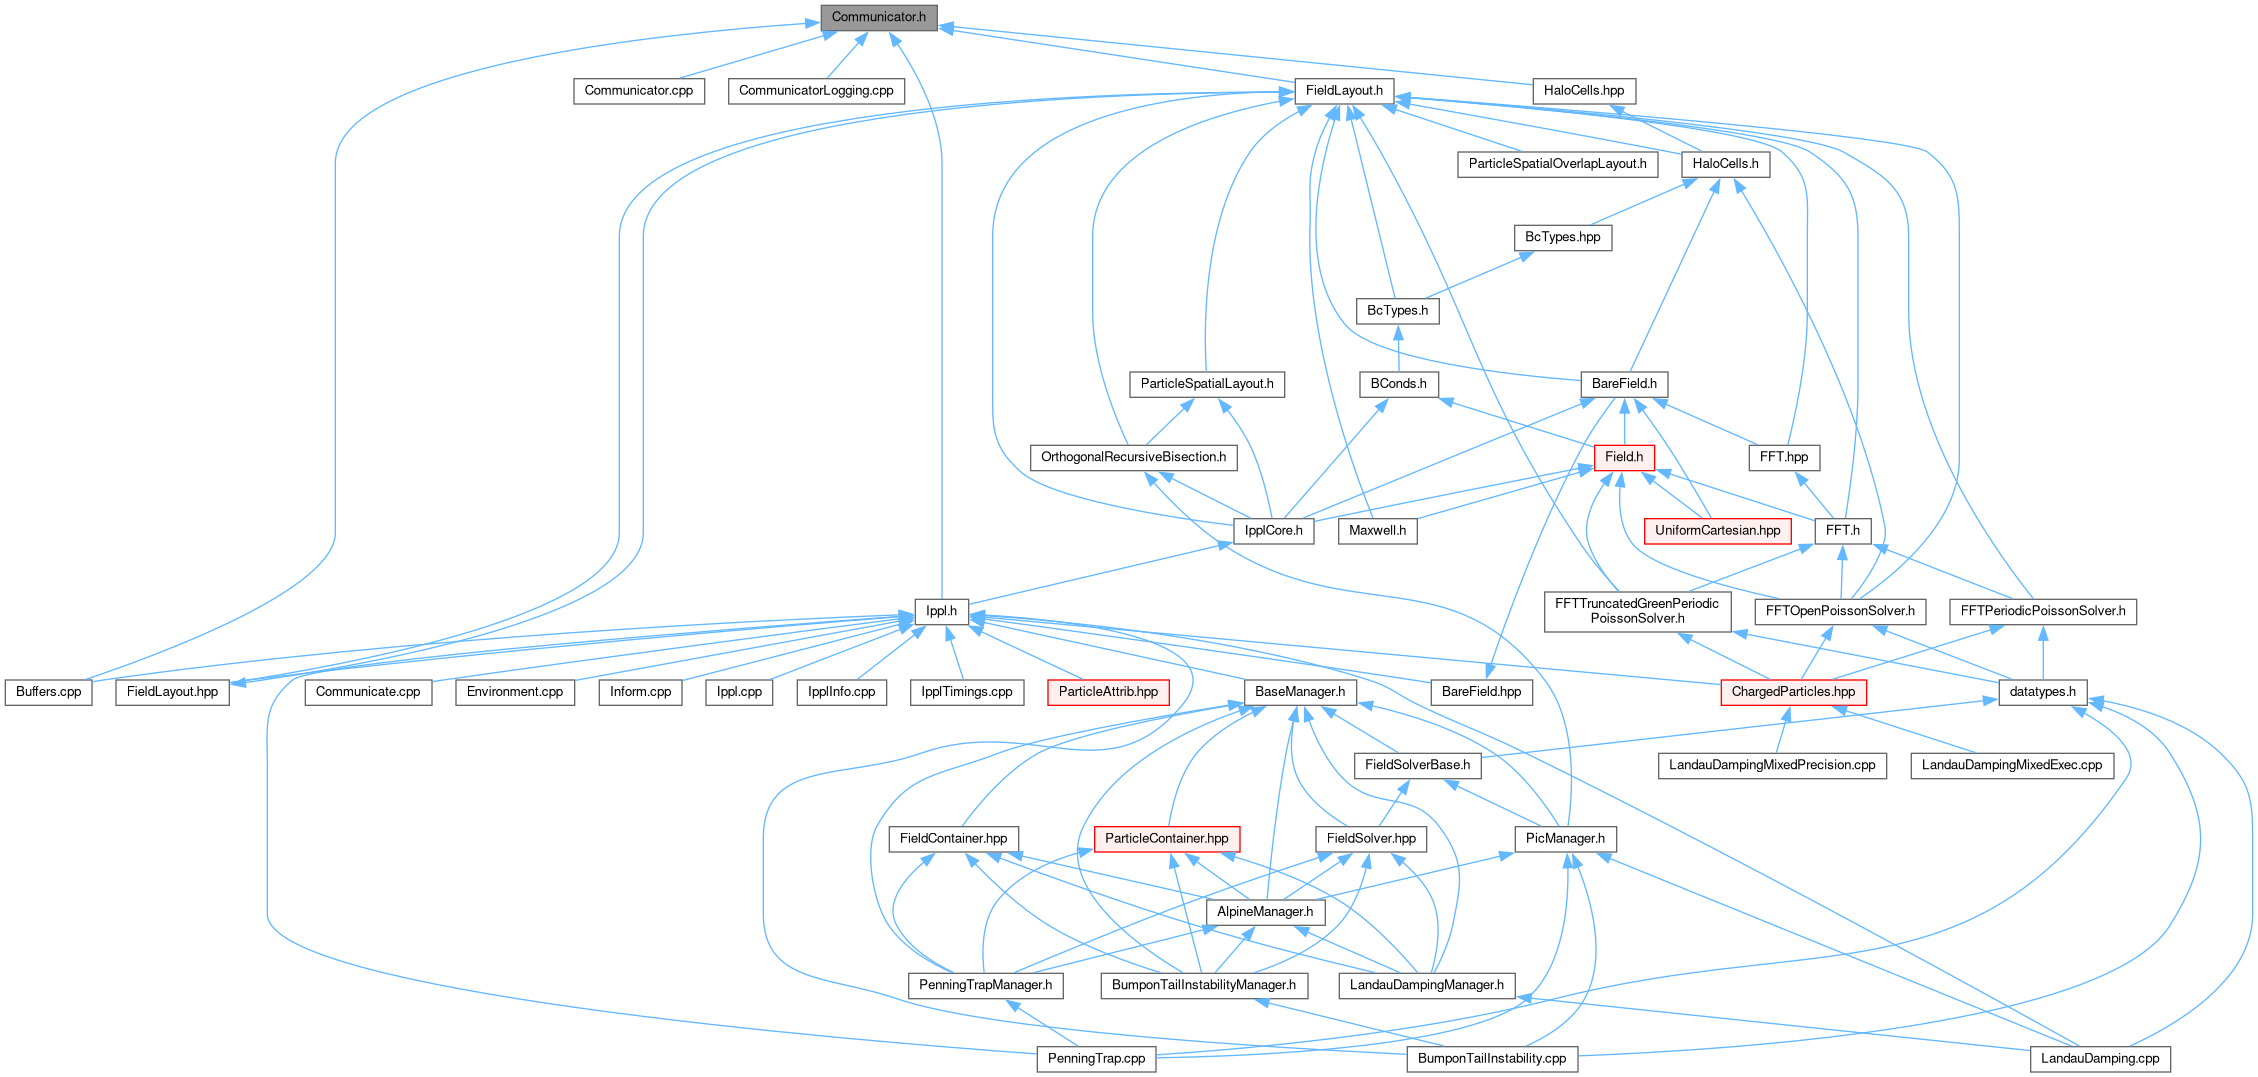 Communicator.h
Communicator.cpp
CommunicatorLogging.cpp
FieldLayout.h
HaloCells.hpp
ParticleSpatialOverlapLayout.h
HaloCells.h
BcTypes.hpp
BcTypes.h
ParticleSpatialLayout.h
BConds.h
BareField.h
OrthogonalRecursiveBisection.h
Field.h
FFT.hpp
IpplCore.h
Maxwell.h
UniformCartesian.hpp
FFT.h
Ippl.h
FFTTruncatedGreenPeriodic
PoissonSolver.h
FFTOpenPoissonSolver.h
FFTPeriodicPoissonSolver.h
Buffers.cpp
FieldLayout.hpp
Communicate.cpp
Environment.cpp
Inform.cpp
Ippl.cpp
IpplInfo.cpp
IpplTimings.cpp
ParticleAttrib.hpp
BaseManager.h
BareField.hpp
ChargedParticles.hpp
datatypes.h
FieldSolverBase.h
LandauDampingMixedPrecision.cpp
LandauDampingMixedExec.cpp
FieldContainer.hpp
ParticleContainer.hpp
FieldSolver.hpp
PicManager.h
AlpineManager.h
PenningTrapManager.h
BumponTailInstabilityManager.h
LandauDampingManager.h
PenningTrap.cpp
BumponTailInstability.cpp
LandauDamping.cpp